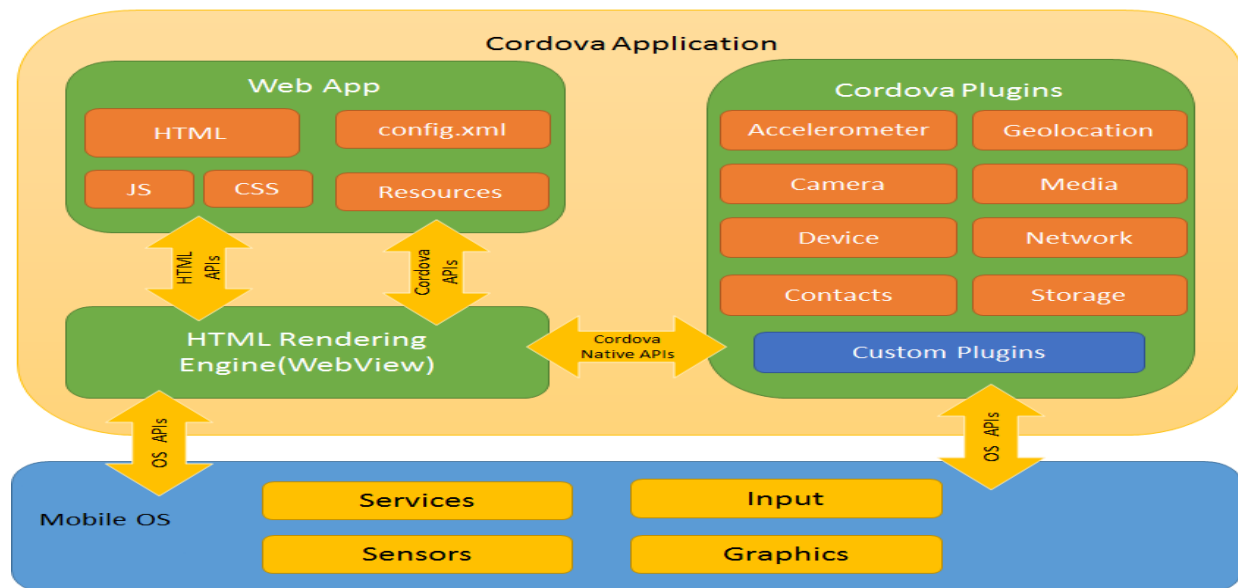 Cordova Application
Web App
HTML
config.xml
JS
CSS
Resources
HTML
APIs
Cordova
APIs
HTML Rendering
Engine(WebView)
Cordova
Native APIs
Cordova Plugins
Accelerometer
Geolocation
Camera
Media
Device
Network
Contacts
Storage
Custom Plugins
OS APIs
OS APIs
Mobile OS
Services
Input
Sensors
Graphics